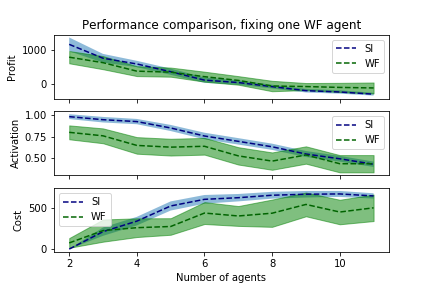 Performance comparison, fixing one WF agent
Profit
1000
0
SI
WF
Activation
1.00
0.75
0.50
SI
WF
Cost
500
0
SI
WF
2 4 6 8 10
Number of agents